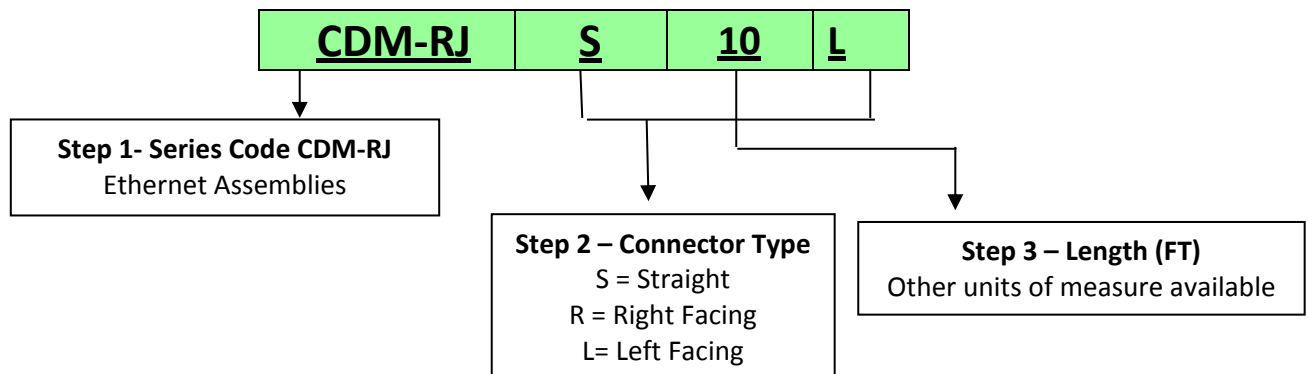 CDM-RJ S 10 L
Step 1- Series Code CDM-RJ
Ethernet Assemblies
Step 2 – Connector Type
S = Straight
R = Right Facing
L= Left Facing
Step 3 – Length (FT)
Other units of measure available